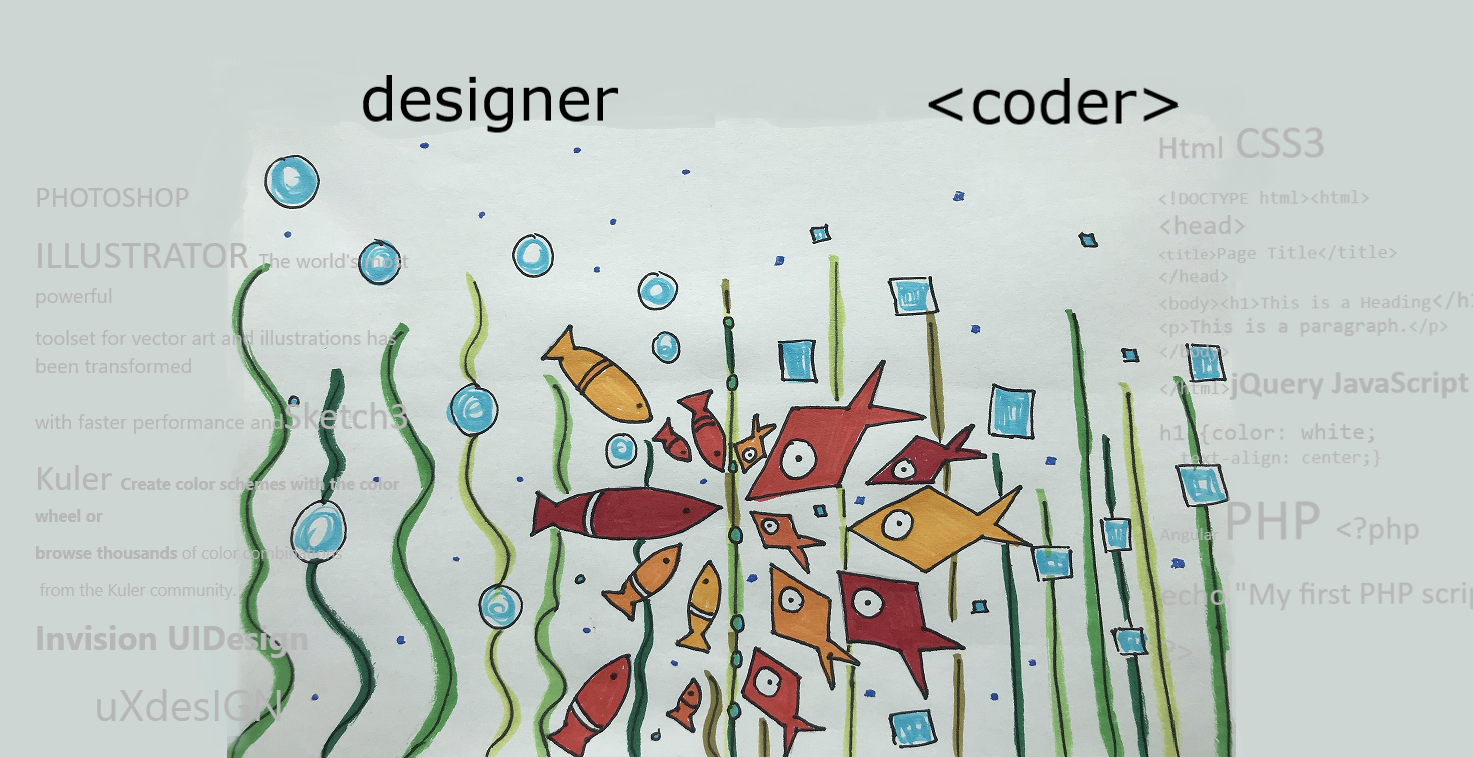 designer
<coder>
PHOTOSHOP
ILLUSTRATOR The world's most
powerful
toolset for vector art and illustrations has
been transformed
with faster performance and Sketch3
Kuler Create color schemes with the color
wheel or
browse thousands of color combinations
from the Kuler community.
Invision UIDesign
uXdesIGN
Html CSS3
<!DOCTYPE html><html>
<head>
<title>Page Title</title>
</head>
<body><h1>This is a Heading</h1
<p>This is a paragraph.</p>
</body>
</html>jQuery JavaScript
h1 {color: white;
text-align: center;}
Angular PHP <?php
echo "My first PHP scrip
?>